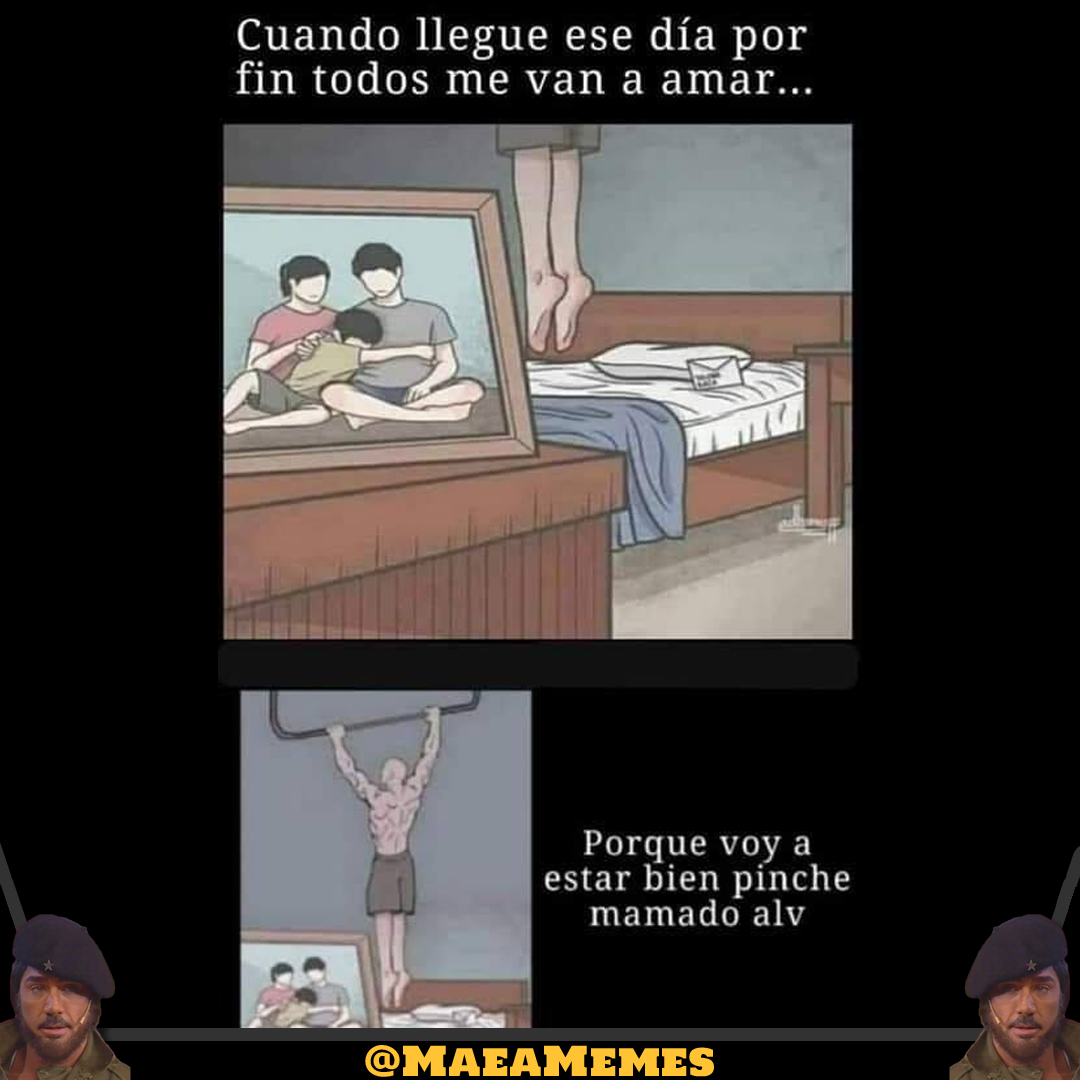 Cuando llegue ese día por
fin todos me van a amar...
Porque voy a
estar bien pinche
mamado alv
@MaeaMemes